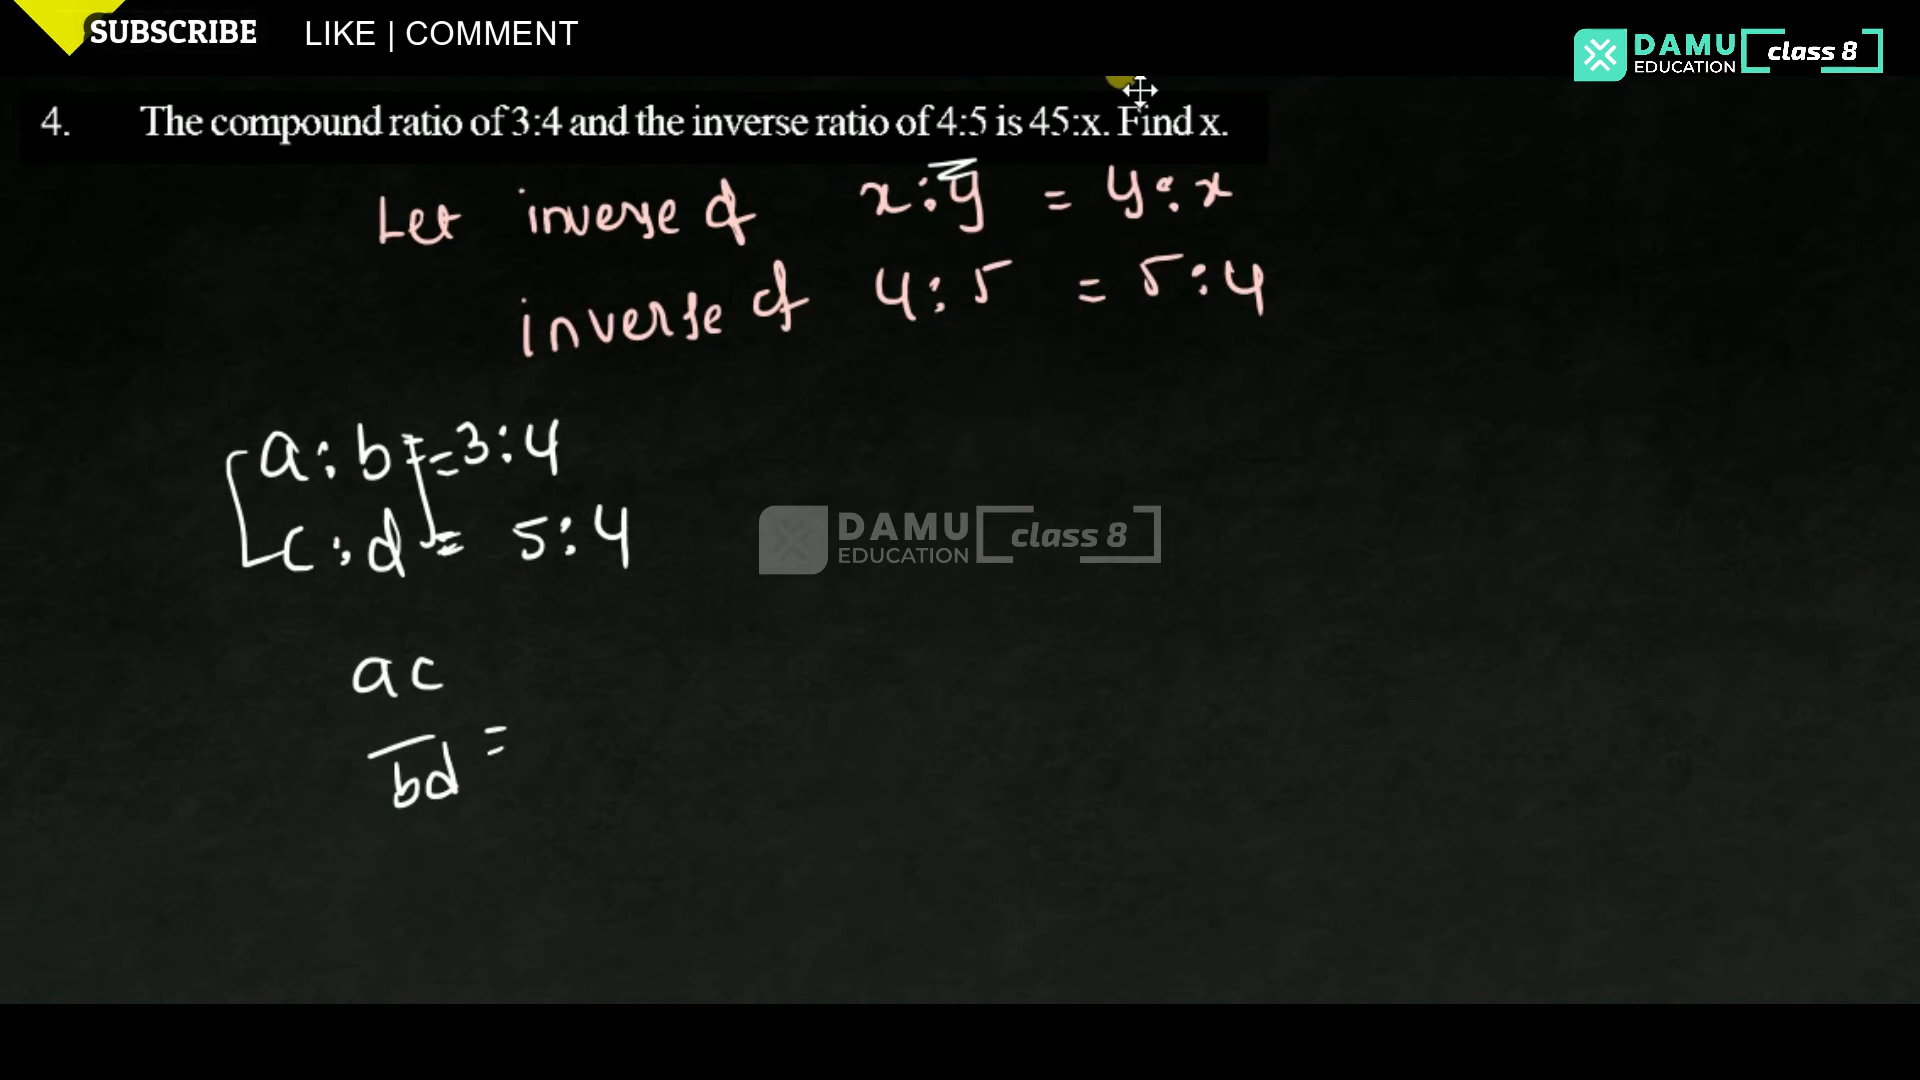 SUBSCRIBE LIKE | COMMENT
DAMU
EDUCATION
class 8
4. The compound ratio of 3:4 and the inverse ratio of 4:5 is 45:x. Find x.
Let inverse of x:y = y:x
inverse of 4:5 = 5:4
a:b = 3:4
c:d = 5:4
DAMU
EDUCATION
class 8
ac
bd =